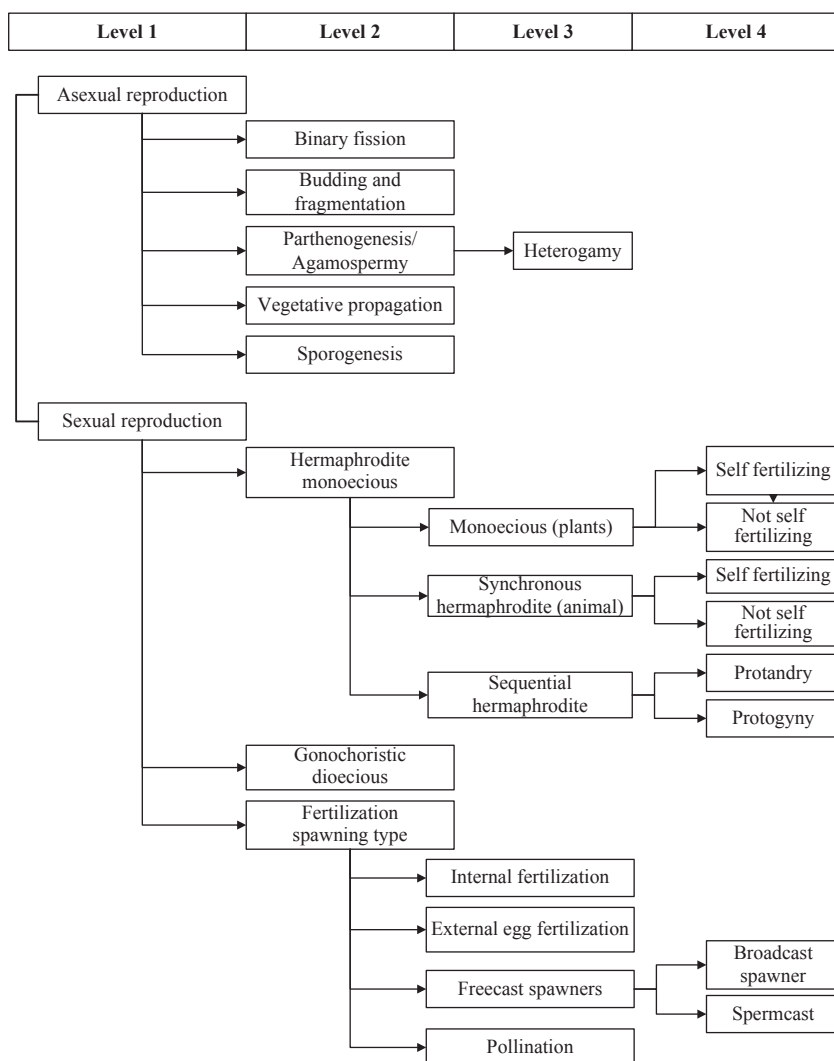 Level 1 Level 2 Level 3 Level 4
Asexual reproduction
Binary fission
Budding and
fragmentation
Parthenogenesis/
Agamospermy
Heterogamy
Vegetative propagation
Sporogenesis
Sexual reproduction
Hermaphrodite
monoecious
Monoecious (plants)
Self fertilizing
Not self
fertilizing
Synchronous
hermaphrodite (animal)
Self fertilizing
Not self
fertilizing
Sequential
hermaphrodite
Protandry
Protogyny
Gonochoristic
dioecious
Fertilization
spawning type
Internal fertilization
External egg fertilization
Freecast spawners
Broadcast
spawner
Spermcast
Pollination